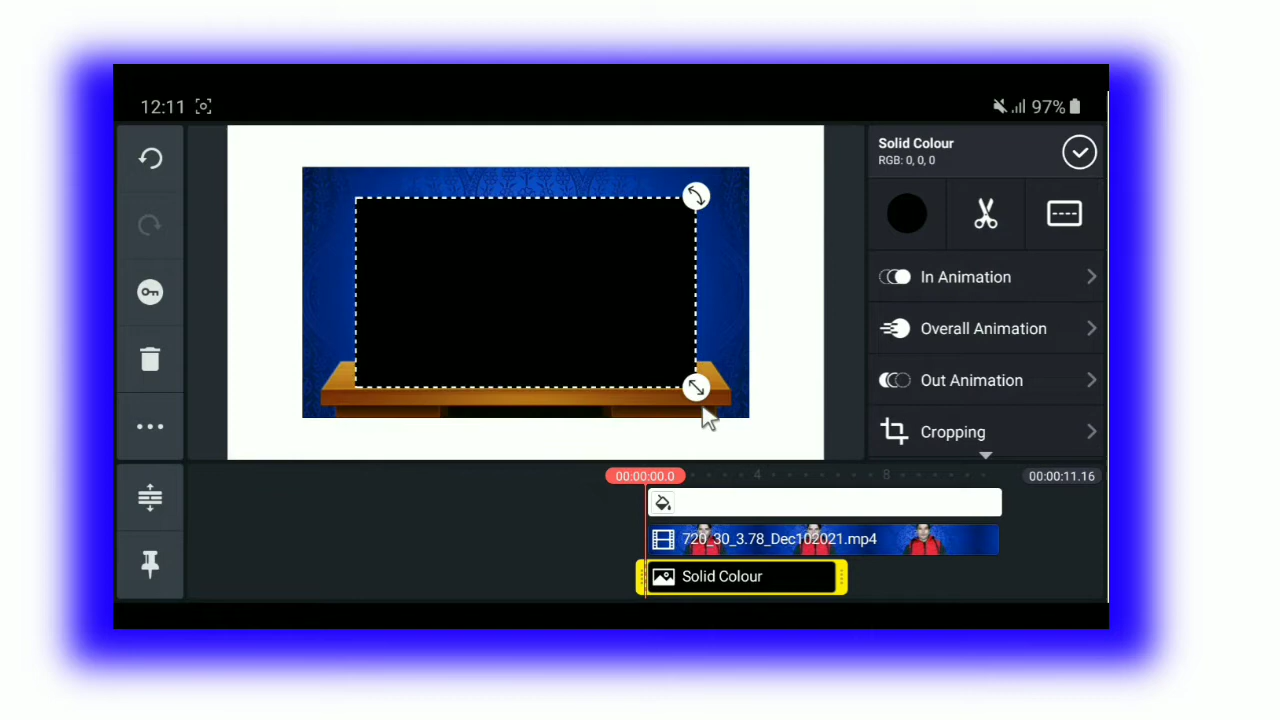 12:11
97%
Solid Colour
RGB: 0, 0, 0
In Animation
Overall Animation
Out Animation
Cropping
00:00:00.0
4
8
00:00:11.16
720_30_3.78_Dec102021.mp4
Solid Colour